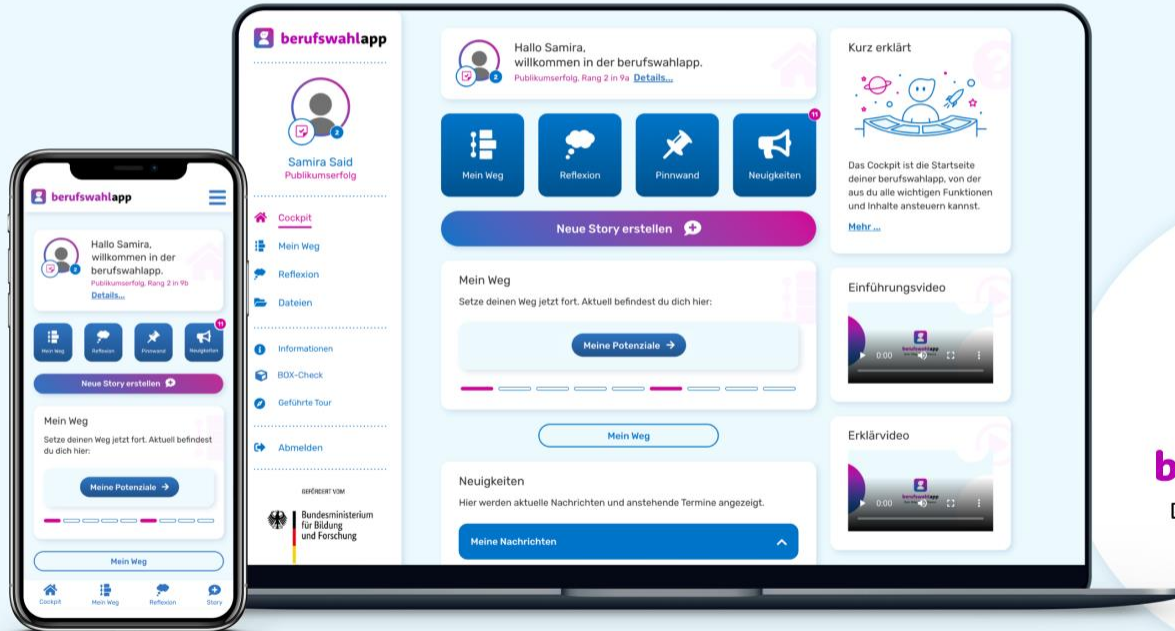 berufswahlapp
Hallo Samira,
willkommen in der
berufswahlapp.
Publikumserfolg, Rang 2 in 9b
Details...
2
11
Mein Weg
Reflexion
Pinnwand
Neuigkeiten
Neue Story erstellen
Mein Weg
Setze deinen Weg jetzt fort. Aktuell befindest
du dich hier:
Meine Potenziale
Mein Weg
Cockpit
Mein Weg
Reflexion
Story
berufswahlapp
2
Samira Said
Publikumserfolg
Cockpit
Mein Weg
Reflexion
Dateien
Informationen
BOX-Check
Geführte Tour
Abmelden
GEFÖRDERT VOM
Bundesministerium
für Bildung
und Forschung
Hallo Samira,
willkommen in der berufswahlapp.
Publikumserfolg, Rang 2 in 9a Details...
2
11
Mein Weg
Reflexion
Pinnwand
Neuigkeiten
Neue Story erstellen
Mein Weg
Setze deinen Weg jetzt fort. Aktuell befindest du dich hier:
Meine Potenziale
Mein Weg
Neuigkeiten
Hier werden aktuelle Nachrichten und anstehende Termine angezeigt.
Meine Nachrichten
Kurz erklärt
Das Cockpit ist die Startseite
deiner berufswahlapp, von der
aus du alle wichtigen Funktionen
und Inhalte ansteuern kannst.
Mehr ...
Einführungsvideo
berufswahlapp
0:00
Erklärvideo
berufswahlapp
0:00
b
D